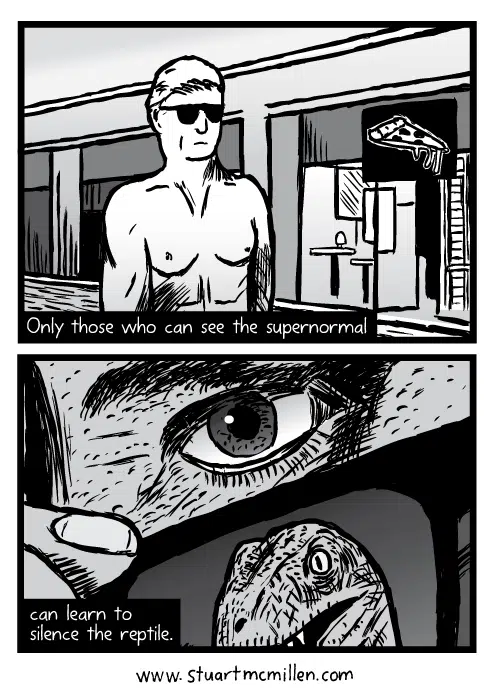 Only those who can see the supernormal
can learn to
silence the reptile.
www.stuartmcmillen.com